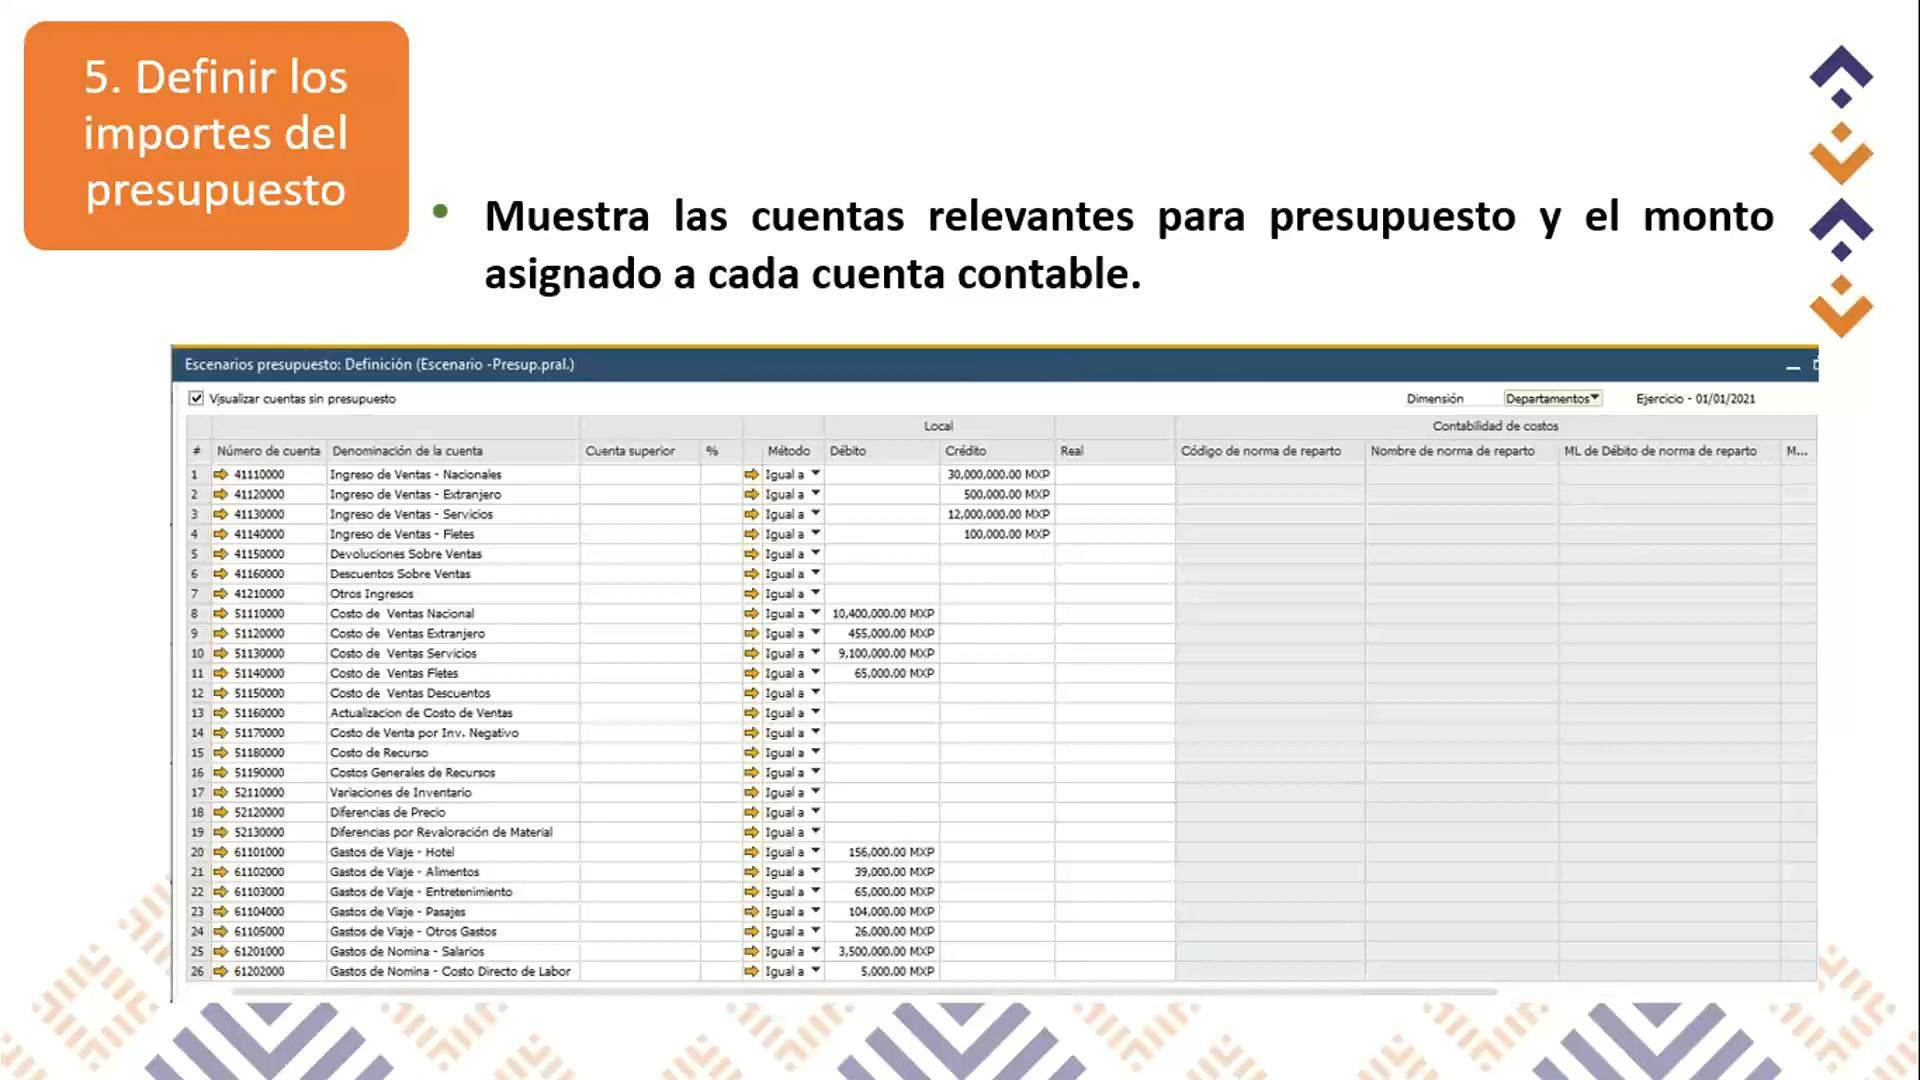 5. Definir los
importes del
presupuesto
• Muestra las cuentas relevantes para presupuesto y el monto
asignado a cada cuenta contable.
Escenarios presupuesto: Definición (Escenario -Presup.pral.)
Visualizar cuentas sin presupuesto Dimensión Departamentos Ejercicio - 01/01/2021
Local Contabilidad de costos
# Número de cuenta Denominación de la cuenta Cuenta superior % Método Débito Crédito Real Código de norma de reparto Nombre de norma de reparto ML de Débito de norma de reparto M...
1 41110000 Ingreso de Ventas - Nacionales Igual a 30,000,000.00 MXP
2 41120000 Ingreso de Ventas - Extranjero Igual a 500,000.00 MXP
3 41130000 Ingreso de Ventas - Servicios Igual a 12,000,000.00 MXP
4 41140000 Ingreso de Ventas - Fletes Igual a 100,000.00 MXP
5 41150000 Devoluciones Sobre Ventas Igual a
6 41160000 Descuentos Sobre Ventas Igual a
7 41210000 Otros Ingresos Igual a
8 51110000 Costo de Ventas Nacional Igual a 10,400,000.00 MXP
9 51120000 Costo de Ventas Extranjero Igual a 455,000.00 MXP
10 51130000 Costo de Ventas Servicios Igual a 9,100,000.00 MXP
11 51140000 Costo de Ventas Fletes Igual a 65,000.00 MXP
12 51150000 Costo de Ventas Descuentos Igual a
13 51160000 Actualizacion de Costo de Ventas Igual a
14 51170000 Costo de Venta por Inv. Negativo Igual a
15 51180000 Costo de Recurso Igual a
16 51190000 Costos Generales de Recursos Igual a
17 52110000 Variaciones de Inventario Igual a
18 52120000 Diferencias de Precio Igual a
19 52130000 Diferencias por Revaloración de Material Igual a
20 61101000 Gastos de Viaje - Hotel Igual a 156,000.00 MXP
21 61102000 Gastos de Viaje - Alimentos Igual a 39,000.00 MXP
22 61103000 Gastos de Viaje - Entretenimiento Igual a 65,000.00 MXP
23 61104000 Gastos de Viaje - Pasajes Igual a 104,000.00 MXP
24 61105000 Gastos de Viaje - Otros Gastos Igual a 26,000.00 MXP
25 61201000 Gastos de Nomina - Salarios Igual a 3,500,000.00 MXP
26 61202000 Gastos de Nomina - Costo Directo de Labor Igual a 5,000.00 MXP